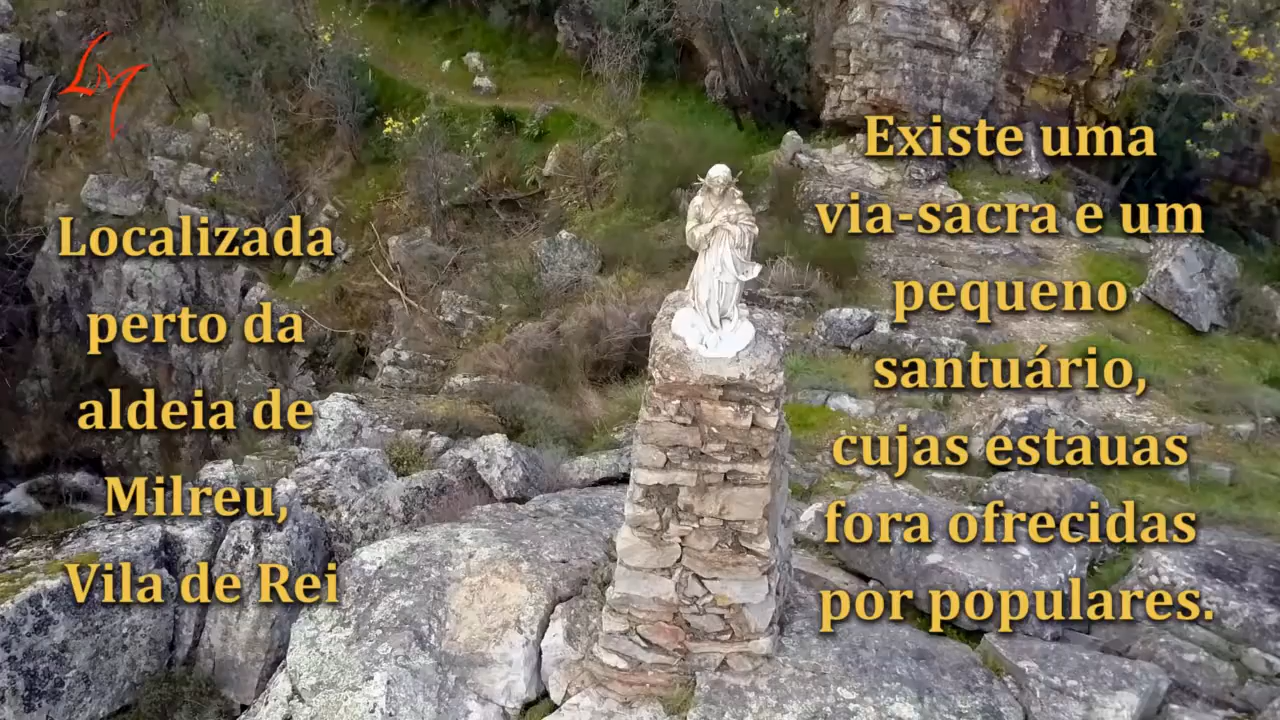 LM
Localizada
perto da
aldeia de
Milreu,
Vila de Rei
Existe uma
via-sacra e um
pequeno
santuário,
cujas estauas
fora ofrecidas
por populares.